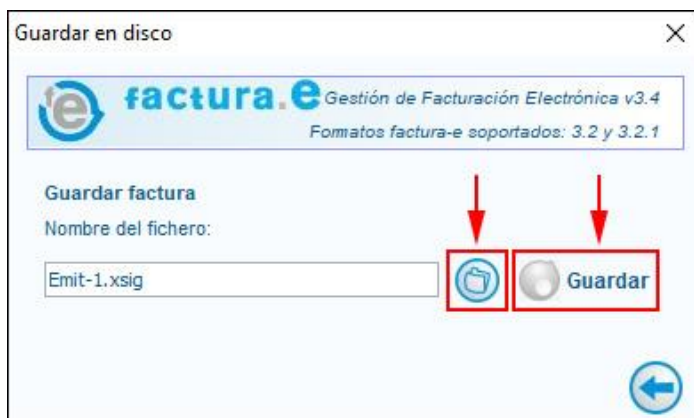 Guardar en disco
factura.e Gestión de Facturación Electrónica v3.4
Formatos factura-e soportados: 3.2 y 3.2.1
Guardar factura
Nombre del fichero:
Emit-1.xsig
Guardar